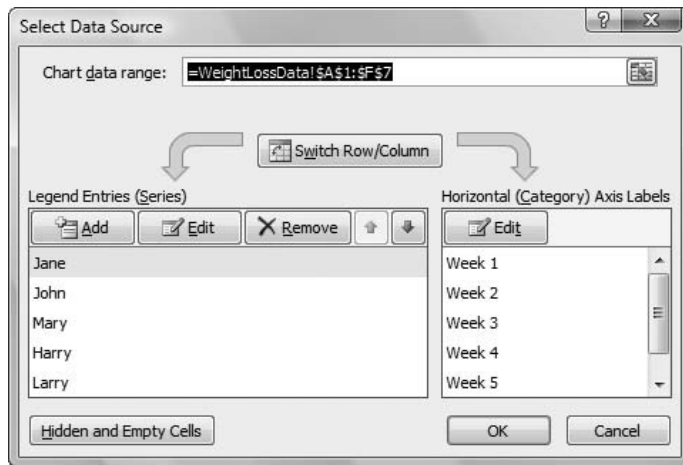 Select Data Source
Chart data range: =WeightLossData!$A$1:$F$7
Switch Row/Column
Legend Entries (Series)
Horizontal (Category) Axis Labels
Add Edit Remove
Edit
Jane
John
Mary
Harry
Larry
Week 1
Week 2
Week 3
Week 4
Week 5
Hidden and Empty Cells
OK Cancel